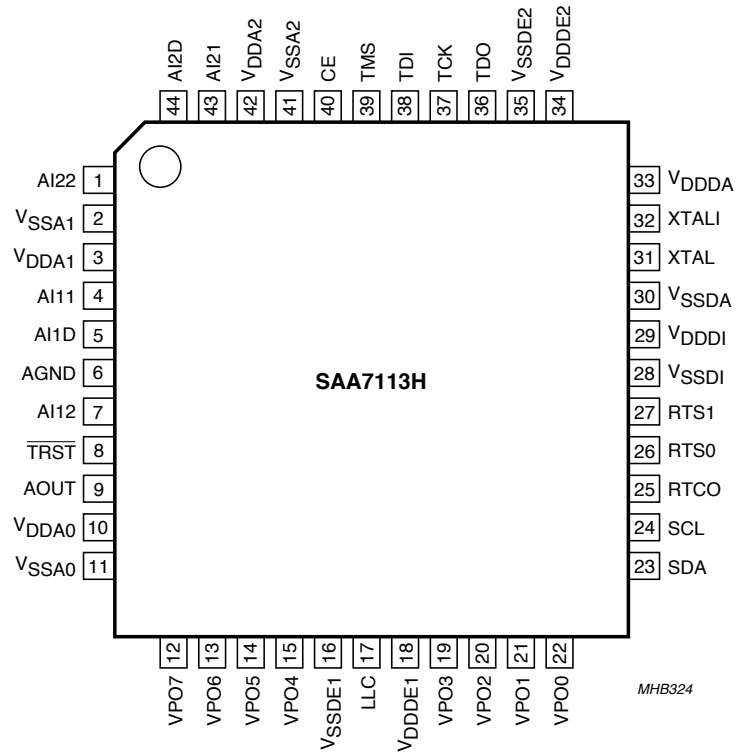 AI2D
AI21
VDDA2
VSSA2
CE
TMS
TDI
TCK
TDO
VSSDE2
VDDDE2
44
43
42
41
40
39
38
37
36
35
34
AI22 1
VSSA1 2
VDDA1 3
AI11 4
AI1D 5
AGND 6
AI12 7
TRST 8
AOUT 9
VDDA0 10
VSSA0 11
SAA7113H
33 VDDDA
32 XTALI
31 XTAL
30 VSSDA
29 VDDDI
28 VSSDI
27 RTS1
26 RTS0
25 RTCO
24 SCL
23 SDA
12
13
14
15
16
17
18
19
20
21
22
VPO7
VPO6
VPO5
VPO4
VSSDE1
LLC
VDDDE1
VPO3
VPO2
VPO1
VPO0
MHB324